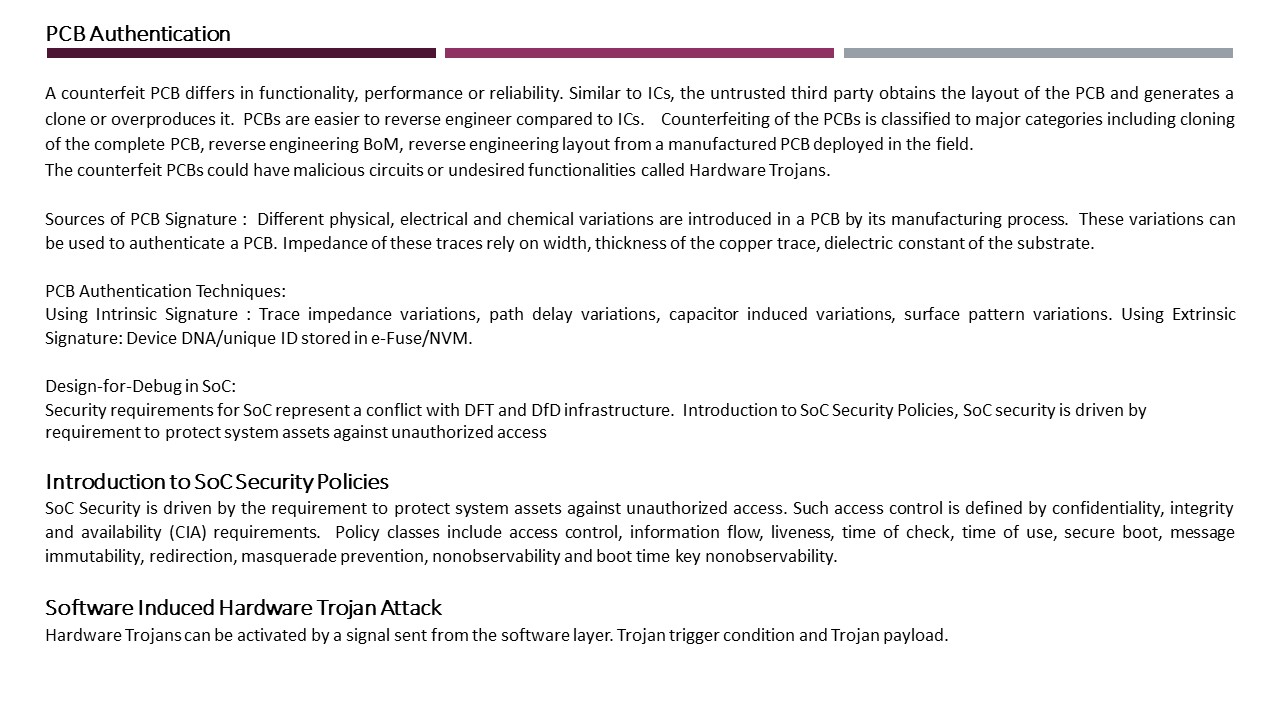 PCB Authentication
A counterfeit PCB differs in functionality, performance or reliability. Similar to ICs, the untrusted third party obtains the layout of the PCB and generates a
clone or overproduces it. PCBs are easier to reverse engineer compared to ICs. Counterfeiting of the PCBs is classified to major categories including cloning
of the complete PCB, reverse engineering BoM, reverse engineering layout from a manufactured PCB deployed in the field.
The counterfeit PCBs could have malicious circuits or undesired functionalities called Hardware Trojans.
Sources of PCB Signature : Different physical, electrical and chemical variations are introduced in a PCB by its manufacturing process. These variations can
be used to authenticate a PCB. Impedance of these traces rely on width, thickness of the copper trace, dielectric constant of the substrate.
PCB Authentication Techniques:
Using Intrinsic Signature : Trace impedance variations, path delay variations, capacitor induced variations, surface pattern variations. Using Extrinsic
Signature: Device DNA/unique ID stored in e-Fuse/NVM.
Design-for-Debug in SoC:
Security requirements for SoC represent a conflict with DFT and DfD infrastructure. Introduction to SoC Security Policies, SoC security is driven by
requirement to protect system assets against unauthorized access
Introduction to SoC Security Policies
SoC Security is driven by the requirement to protect system assets against unauthorized access. Such access control is defined by confidentiality, integrity
and availability (CIA) requirements. Policy classes include access control, information flow, liveness, time of check, time of use, secure boot, message
immutability, redirection, masquerade prevention, nonobservability and boot time key nonobservability.
Software Induced Hardware Trojan Attack
Hardware Trojans can be activated by a signal sent from the software layer. Trojan trigger condition and Trojan payload.